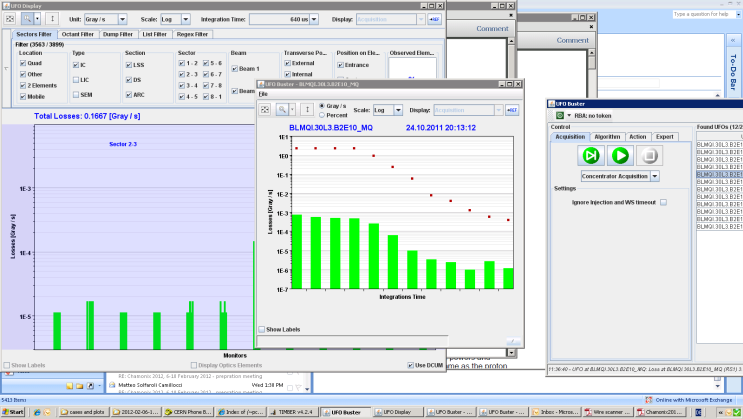 UFO Display
Unit: Gray / s
Scale: Log
Integration Time: 640 us
Display: Acquisition
REF
Sectors Filter
Octant Filter
Dump Filter
List Filter
Regex Filter
Filter (3563 / 3899)
Location
Quad
Other
2 Elements
Mobile
Type
IC
LIC
SEM
Section
LSS
DS
ARC
Sector
1 - 2
5 - 6
2 - 3
6 - 7
3 - 4
7 - 8
4 - 5
8 - 1
Beam
Beam 1
Beam
Transverse Po...
External
Internal
Position on Ele...
Entrance
Observed Elem...
Total Losses: 0.1667 [Gray / s]
Sector 2-3
1E-3
1E-4
1E-5
Losses [Gray / s]
Monitors
Show Labels
Display Optics Elements
Use DCUM
UFO Buster - BLMQI.30L3.B2E10_MQ
File
Gray / s
Percent
Scale: Log
Display: Acquisition
REF
BLMQI.30L3.B2E10_MQ
24.10.2011 20:13:12
1E1
1E0
1E-1
1E-2
1E-3
1E-4
1E-5
1E-6
1E-7
Losses [Gray / s]
Integrations Time
Show Labels
Comment
Comment
powers and
me as the proton
Type a question for help
To-Do Bar
UFO Buster
RBA: no token
Control
Acquisition
Algorithm
Action
Expert
Concentrator Acquisition
Settings
Ignore Injection and WS timeout
Found UFOs (12/2
BLMQI.30L3.B2E1
BLMQI.30L3.B2E1
BLMQI.30L3.B2E1
BLMQI.30L3.B2E1
BLMQI.30L3.B2E1
BLMQI.30L3.B2E1
BLMQI.30L3.B2E1
BLMQI.30L3.B2E1
BLMQI.30L3.B2E1
BLMQI.30L3.B2E1
BLMQI.30L3.B2E1
11:36:40 - UFO at BLMQI.30L3.B2E10_MQ: Loss at BLMQI.30L3.B2E10_MQ (RS1) 3
RE: Chamonix 2012, 6-10 February 2012 - preparation meeting
Matteo Solfaroli Camillocci
Wed 1:38 PM
RE: Chamonix 2012, 6-10 February 2012 - preparation meeting
5413 Items
Online with Microsoft Exchange
Start
cases and plots
2012-02-06-1...
CERN Phone B...
Index of /~pc...
TIMBER v4.2.4
UFO Buster
UFO Display
UFO Buster - ...
UFO Buster - ...
Inbox - Micros...
Wire scanner ...
Chamonix201...
9:52 PM